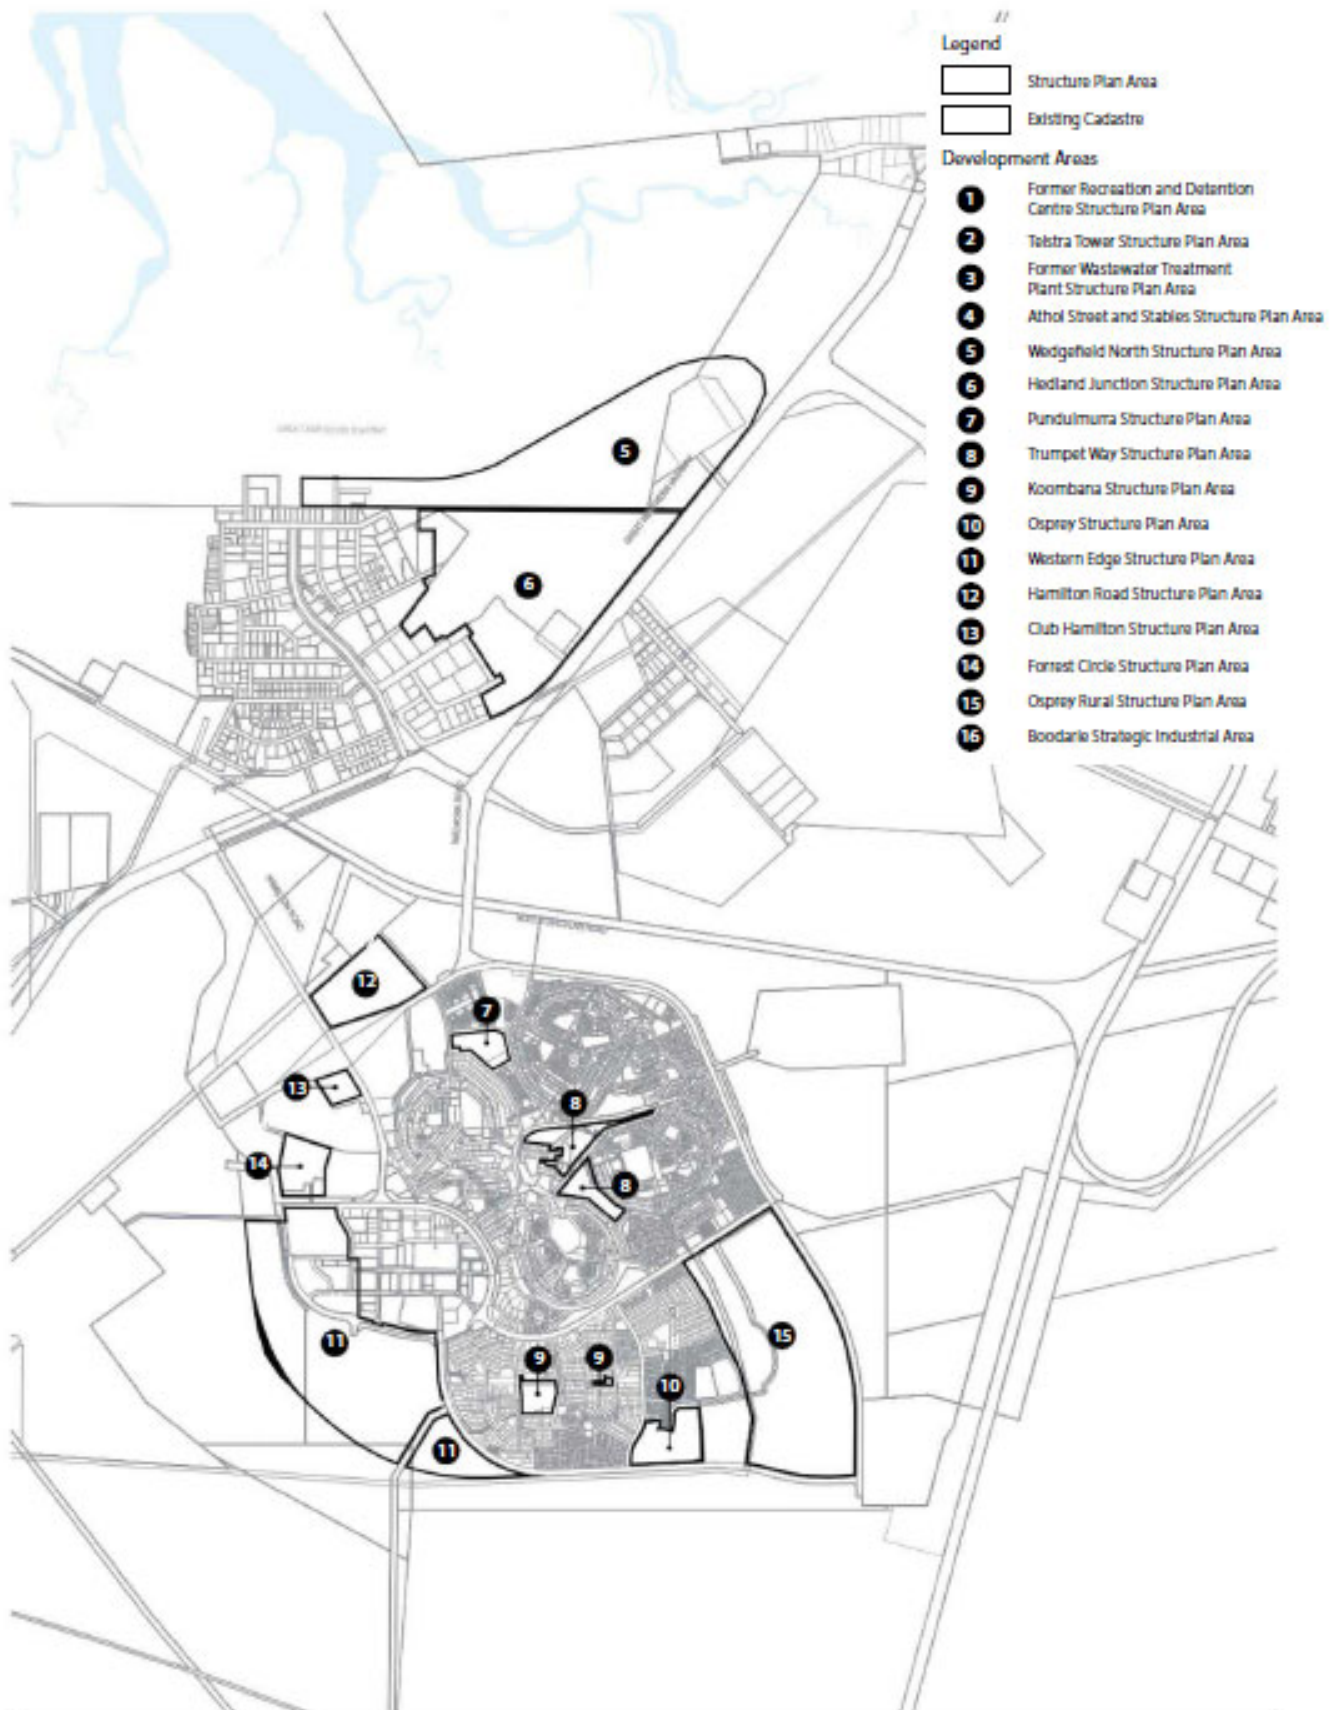 Legend
Structure Plan Area
Existing Cadastre
Development Areas
1 Former Recreation and Detention
Centre Structure Plan Area
2 Telstra Tower Structure Plan Area
3 Former Wastewater Treatment
Plant Structure Plan Area
4 Athol Street and Stables Structure Plan Area
5 Wedgefield North Structure Plan Area
6 Hedland Junction Structure Plan Area
7 Pundulmurra Structure Plan Area
8 Trumpet Way Structure Plan Area
9 Koombana Structure Plan Area
10 Osprey Structure Plan Area
11 Western Edge Structure Plan Area
12 Hamilton Road Structure Plan Area
13 Club Hamilton Structure Plan Area
14 Forrest Circle Structure Plan Area
15 Osprey Rural Structure Plan Area
16 Boodarie Strategic Industrial Area
5
6
HAMILTON ROAD
12
7
13
8
14
8
15
11
9
9
10
11